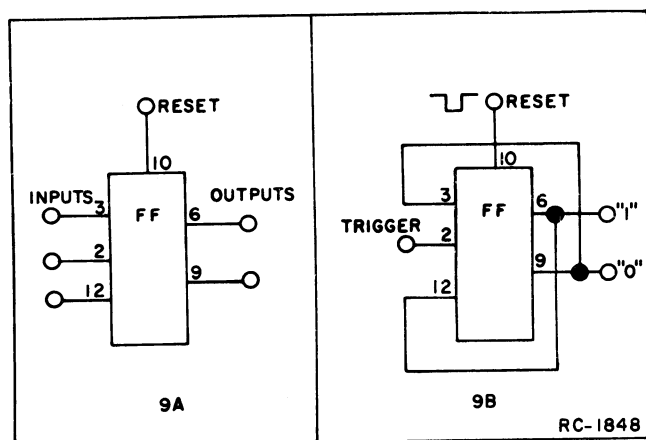 RESET
10
INPUTS
3
FF
6
OUTPUTS
2
9
12
9A
RESET
10
3
FF
6
"1"
TRIGGER
2
9
"0"
12
9B
RC-1848